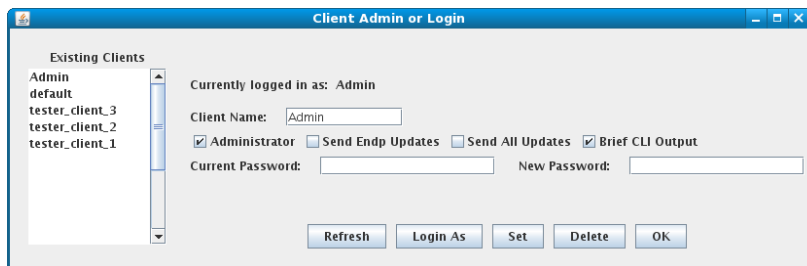 Client Admin or Login
Existing Clients
Admin
default
tester_client_3
tester_client_2
tester_client_1
Currently logged in as: Admin
Client Name: Admin
Administrator Send Endp Updates Send All Updates Brief CLI Output
Current Password: New Password:
Refresh Login As Set Delete OK